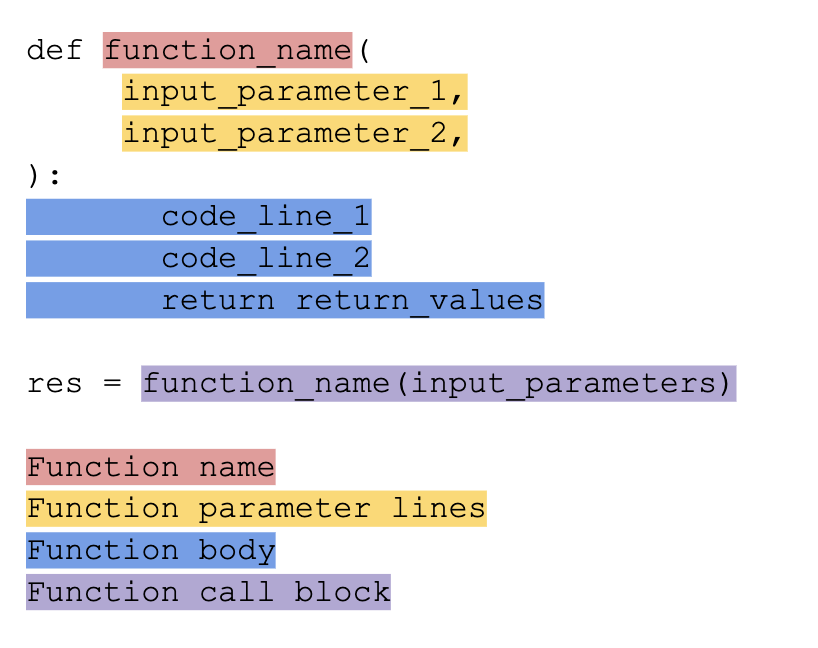 def function_name(
input_parameter_1,
input_parameter_2,
):
code_line_1
code_line_2
return return_values
res = function_name(input_parameters)
Function name
Function parameter lines
Function body
Function call block